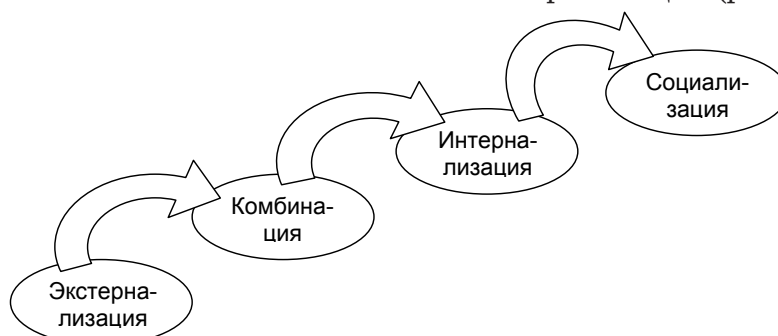 Социали-
зация
Интерна-
лизация
Комбина-
ция
Экстерна-
лизация